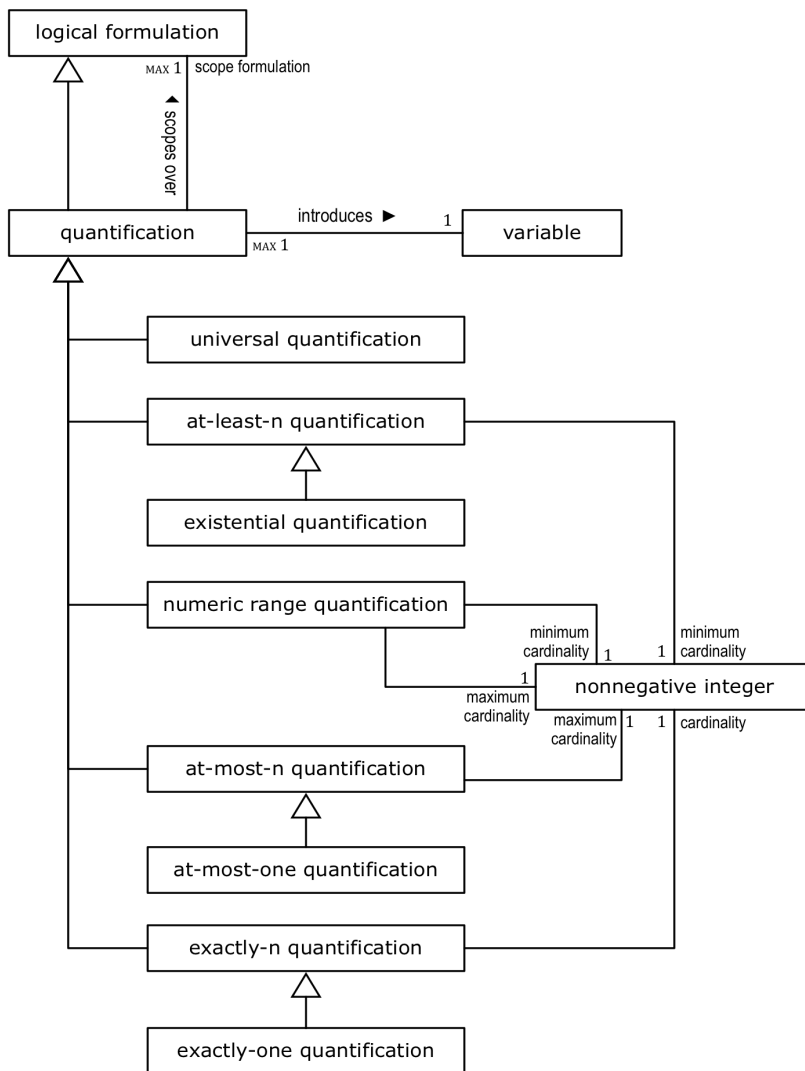 logical formulation
MAX 1
scope formulation
◄ scopes over
quantification
introduces ►
1
MAX 1
variable
universal quantification
at-least-n quantification
existential quantification
numeric range quantification
minimum
cardinality
1
1
minimum
cardinality
1
maximum
cardinality
nonnegative integer
maximum
cardinality
1
1
cardinality
at-most-n quantification
at-most-one quantification
exactly-n quantification
exactly-one quantification